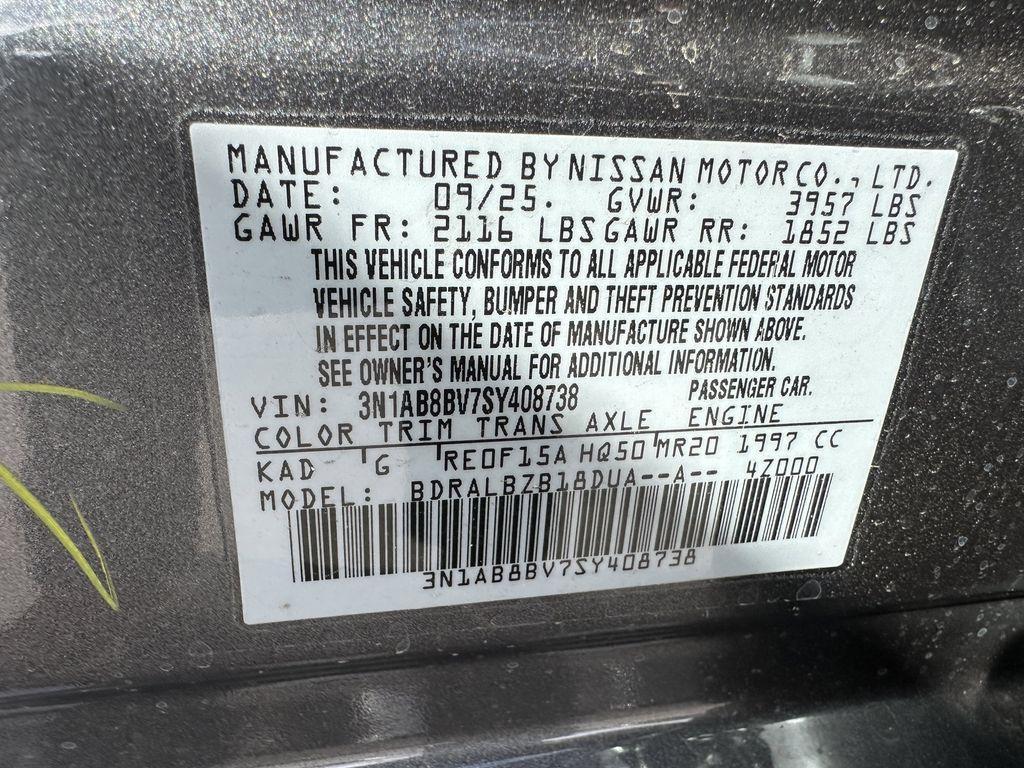 MANUFACTURED BY NISSAN MOTOR CO., LTD.
DATE: 09/25. GVWR: 3957 LBS
GAWR FR: 2116 LBS GAWR RR: 1852 LBS
THIS VEHICLE CONFORMS TO ALL APPLICABLE FEDERAL MOTOR
VEHICLE SAFETY, BUMPER AND THEFT PREVENTION STANDARDS
IN EFFECT ON THE DATE OF MANUFACTURE SHOWN ABOVE.
SEE OWNER'S MANUAL FOR ADDITIONAL INFORMATION.
VIN: 3N1AB8BV7SY408738 PASSENGER CAR.
COLOR TRIM TRANS AXLE ENGINE
KAD G RE0F15A HQ50 MR20 1997 CC
MODEL: BDRALBZB18DUA--A-- 4Z000
3N1AB8BV7SY408738